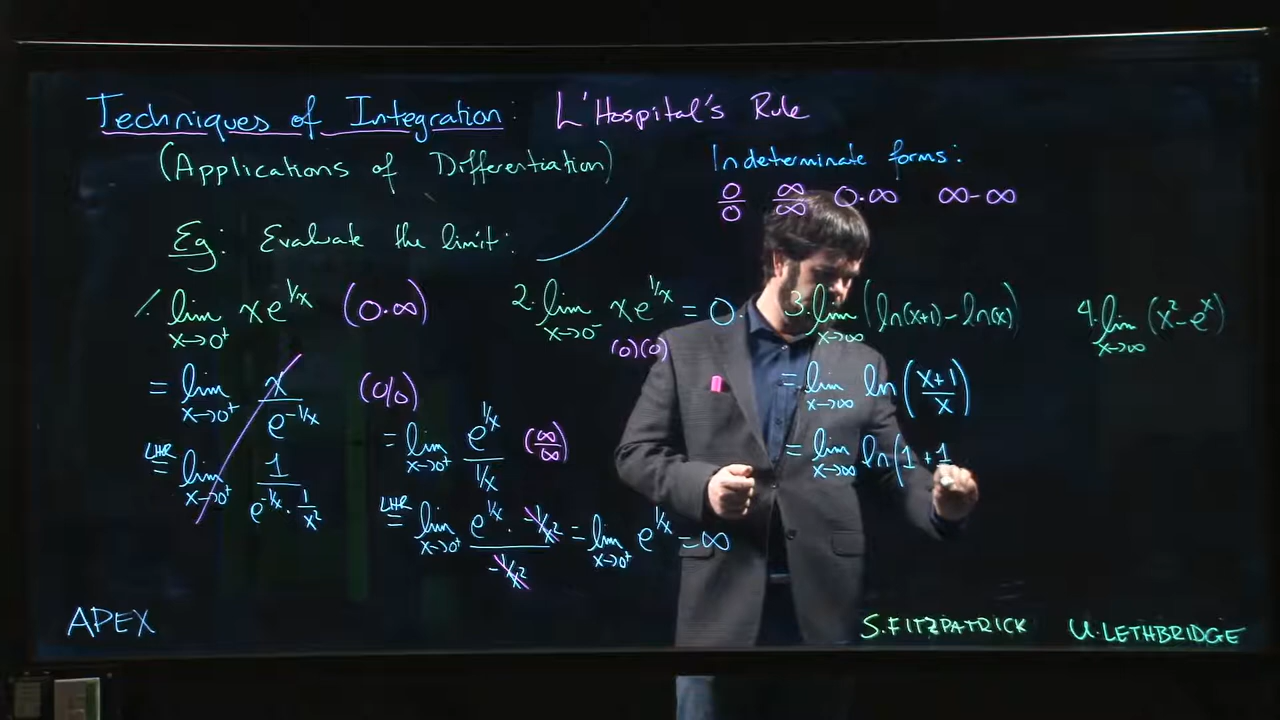 Techniques of Integration: L'Hospital's Rule
(Applications of Differentiation)
Indeterminate forms:
0/0 ∞/∞ 0·∞ ∞-∞
Eg: Evaluate the limit:
1. lim x→0⁺ xe^(1/x) (0·∞)
= lim x→0⁺ x/e^(-1/x) (0/0)
LHR = lim x→0⁺ 1/(e^(-1/x) · 1/x²)
= lim x→0⁺ e^(1/x)/(1/x) (∞/∞)
LHR = lim x→0⁺ (e^(1/x) · -1/x²)/(-1/x²) = lim x→0⁺ e^(1/x) = ∞
2. lim x→0⁻ xe^(1/x) = 0.
(0)(0)
3. lim x→∞ (ln(x+1) - ln(x))
= lim x→∞ ln((x+1)/x)
= lim x→∞ ln(1 + 1
4. lim x→∞ (x² - e^x)
APEX
S. FITZPATRICK
U. LETHBRIDGE